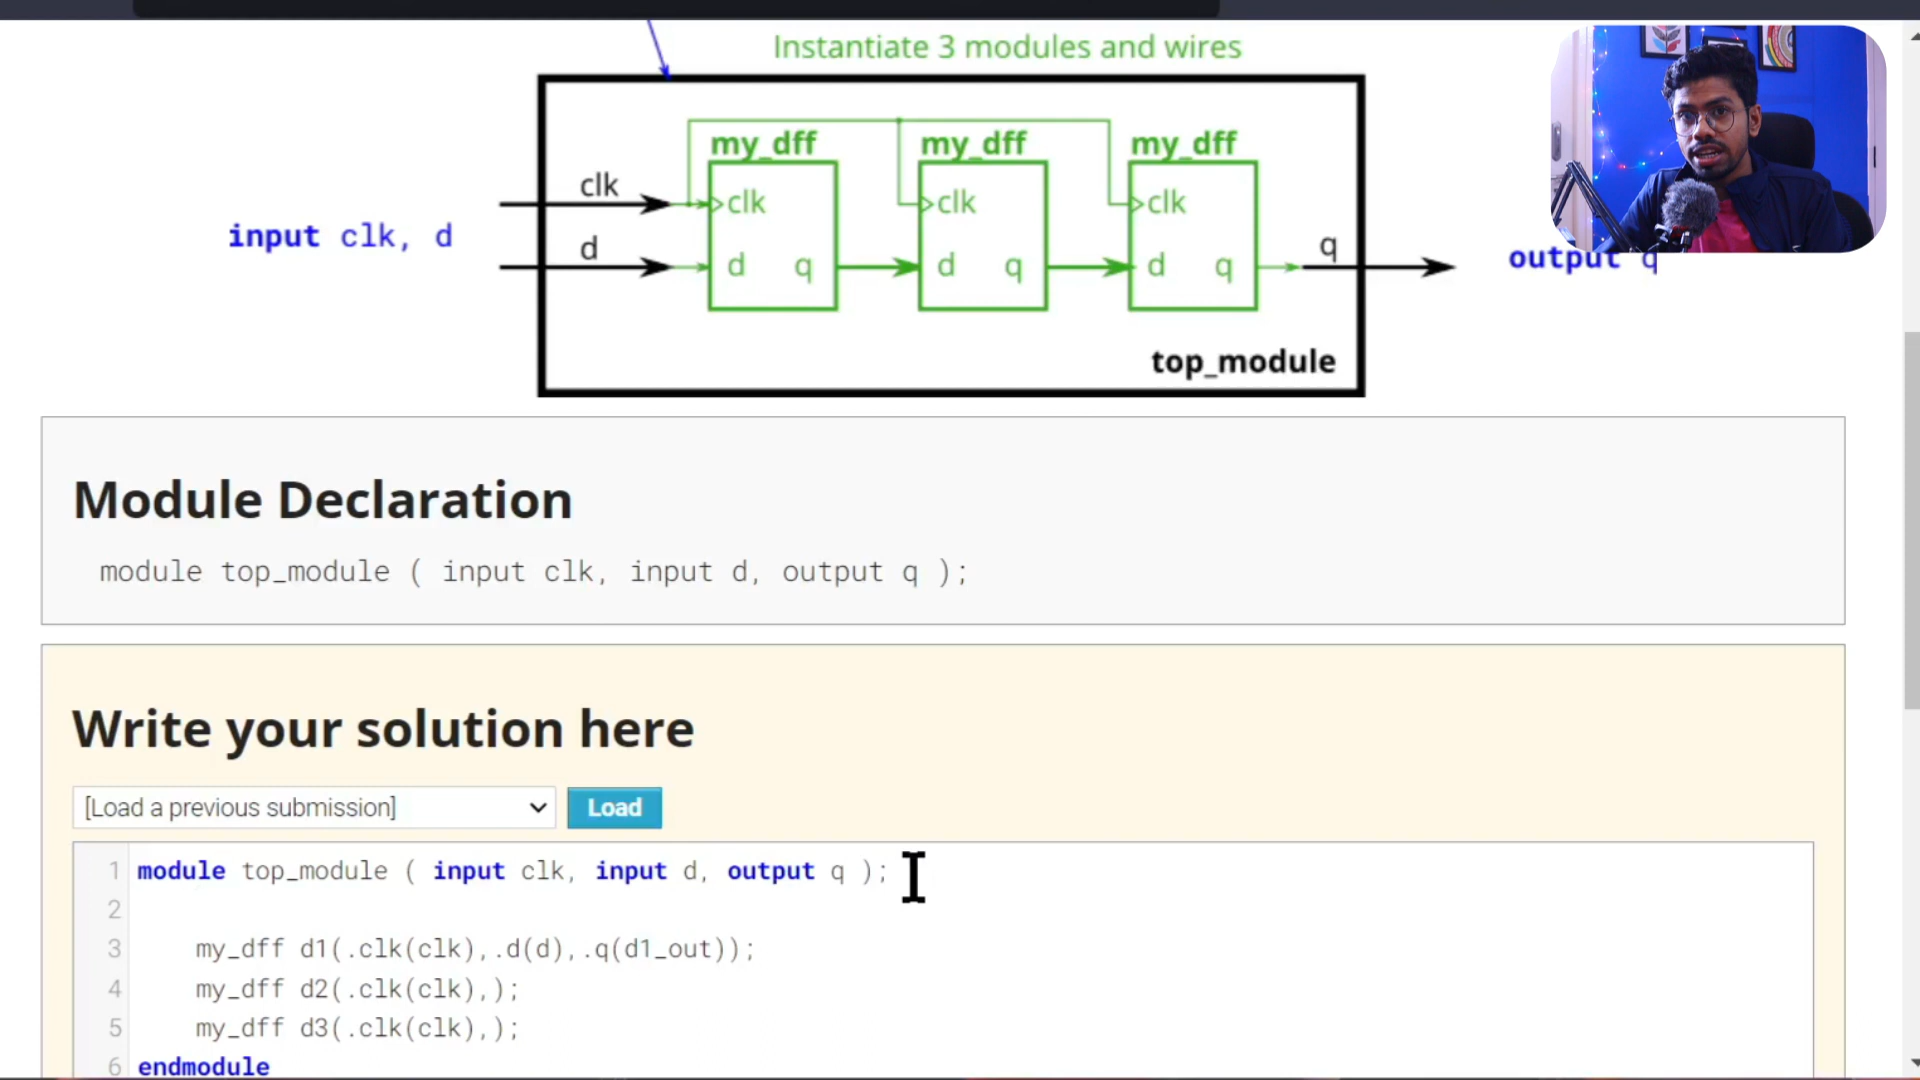 Instantiate 3 modules and wires
my_dff my_dff my_dff
clk clk clk clk
input clk, d
d d q d q d q q
output q
top_module
Module Declaration
module top_module ( input clk, input d, output q );
Write your solution here
[Load a previous submission] Load
1 module top_module ( input clk, input d, output q );
2
3 my_dff d1(.clk(clk),.d(d),.q(d1_out));
4 my_dff d2(.clk(clk),);
5 my_dff d3(.clk(clk),);
6 endmodule